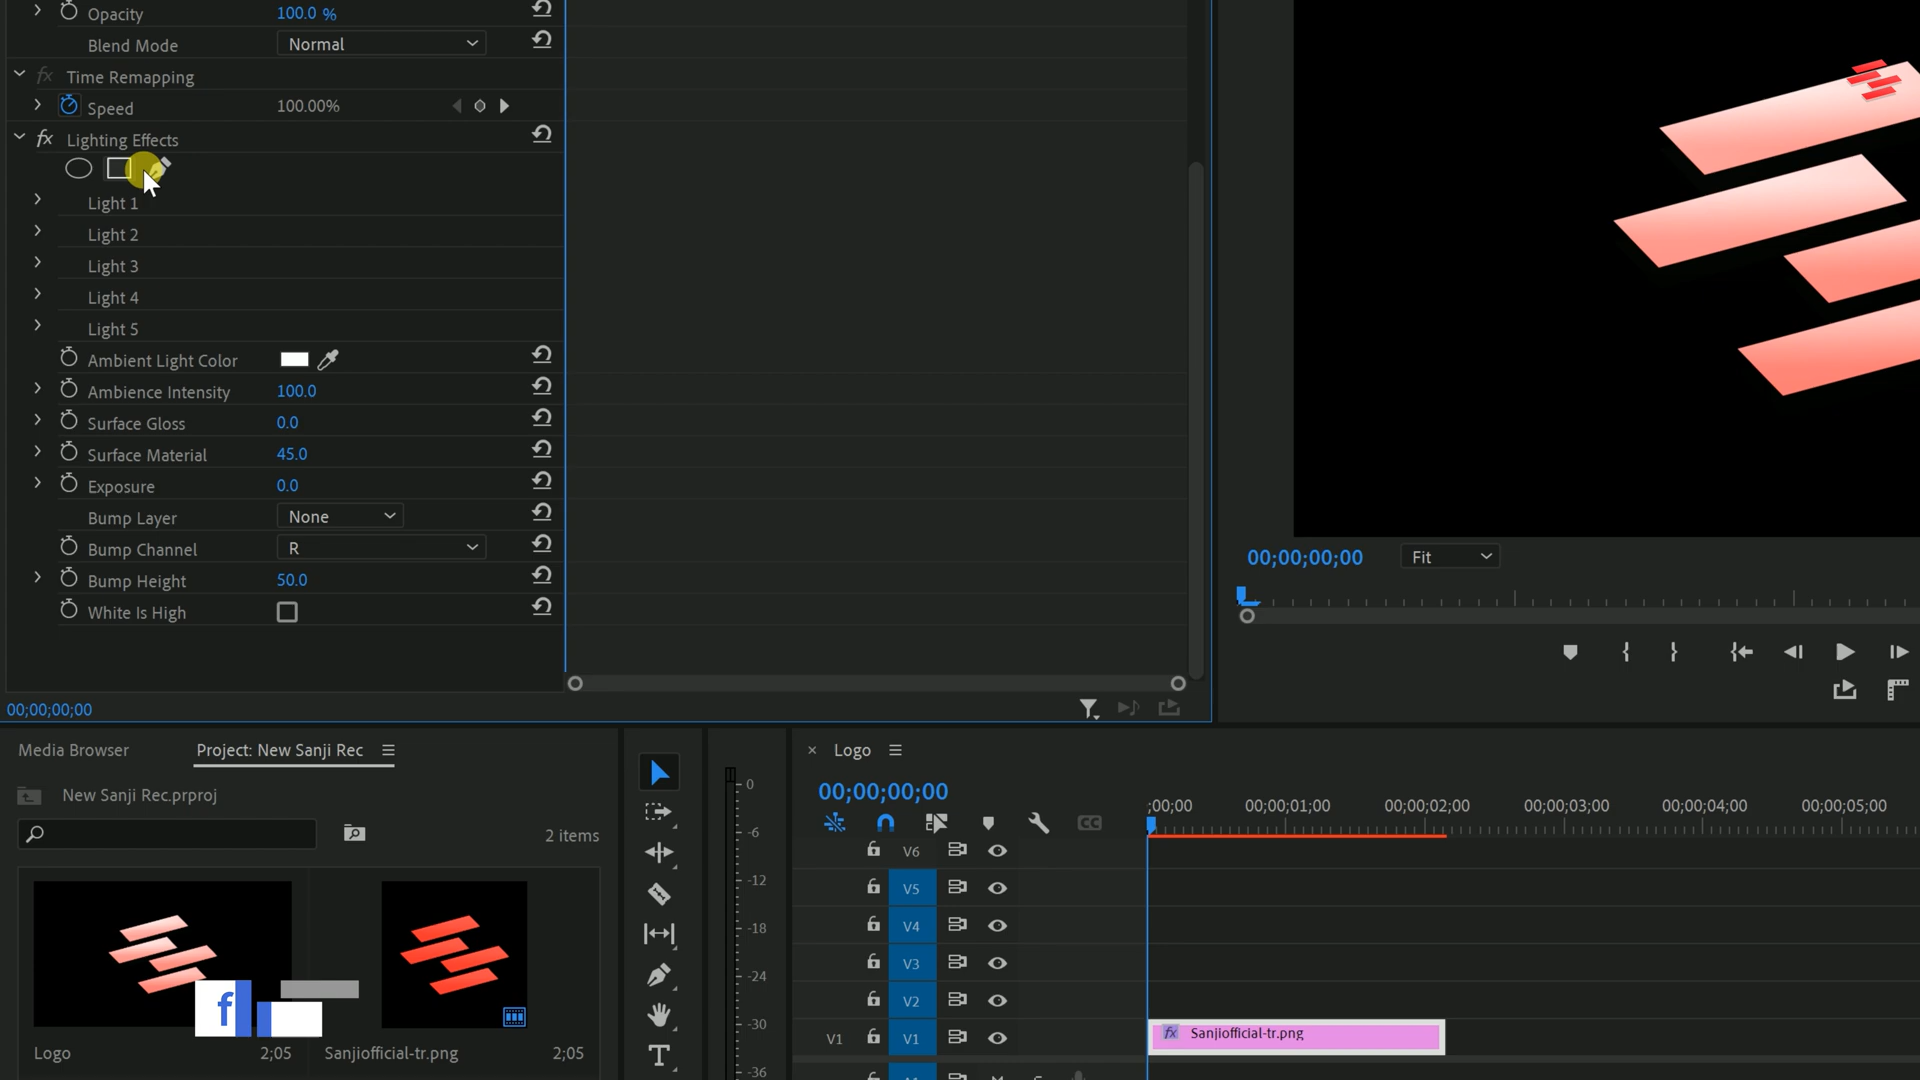 Opacity 100.0 %
Blend Mode Normal
fx Time Remapping
Speed 100.00%
fx Lighting Effects
Light 1
Light 2
Light 3
Light 4
Light 5
Ambient Light Color
Ambience Intensity 100.0
Surface Gloss 0.0
Surface Material 45.0
Exposure 0.0
Bump Layer None
Bump Channel R
Bump Height 50.0
White Is High
00;00;00;00
00;00;00;00 Fit
Media Browser Project: New Sanji Rec
New Sanji Rec.prproj
2 items
f
Logo 2;05 Sanjiofficial-tr.png 2;05
T
0
-6
-12
-18
-24
-30
-36
× Logo
00;00;00;00
CC
;00;00 00;00;01;00 00;00;02;00 00;00;03;00 00;00;04;00 00;00;05;00
V6
V5
V4
V3
V2
V1 V1 fx Sanjiofficial-tr.png